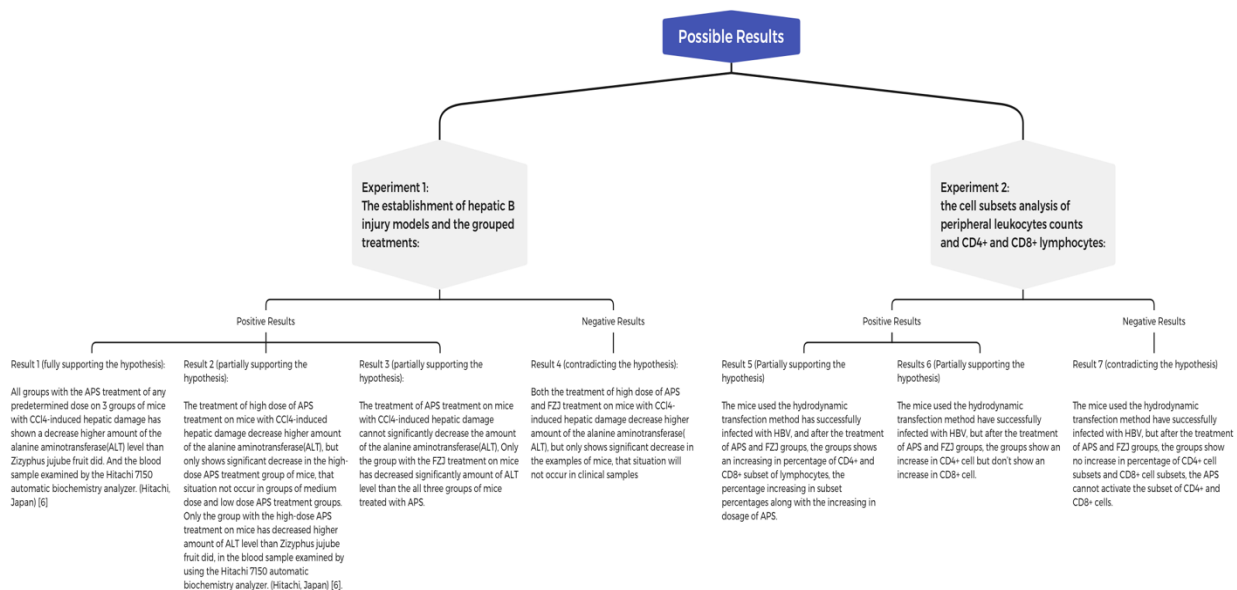 Possible Results
Experiment 1:
The establishment of hepatic B
injury models and the grouped
treatments:
Experiment 2:
the cell subsets analysis of
peripheral leukocytes counts
and CD4+ and CD8+ lymphocytes:
Positive Results
Negative Results
Positive Results
Negative Results
Result 1 (fully supporting the hypothesis):
All groups with the APS treatment of any
predetermined dose on 3 groups of mice
with CCl4-induced hepatic damage has
shown a decrease higher amount of the
alanine aminotransferase(ALT) level than
Zizyphus jujube fruit did. And the blood
sample examined by the Hitachi 7150
automatic biochemistry analyzer. (Hitachi,
Japan) [6]
Result 2 (partially supporting the
hypothesis):
The treatment of high dose of APS
treatment on mice with CCl4-induced
hepatic damage decrease higher amount
of the alanine aminotransferase(ALT), but
only shows significant decrease in the high-
dose APS treatment group of mice, that
situation not occur in groups of medium
dose and low dose APS treatment groups.
Only the group with the high-dose APS
treatment on mice has decreased higher
amount of ALT level than Zizyphus jujube
fruit did, in the blood sample examined by
using the Hitachi 7150 automatic
biochemistry analyzer. (Hitachi, Japan) [6].
Result 3 (partially supporting the
hypothesis):
The treatment of APS treatment on mice
with CCl4-induced hepatic damage
cannot significantly decrease the amount
of the alanine aminotransferase(ALT), Only
the group with the FZJ treatment on mice
has decreased significantly amount of ALT
level than the all three groups of mice
treated with APS.
Result 4 (contradicting the hypothesis):
Both the treatment of high dose of APS
and FZJ treatment on mice with CCl4-
induced hepatic damage decrease higher
amount of the alanine aminotransferase(
ALT), but only shows significant decrease in
the examples of mice, that situation will
not occur in clinical samples
Result 5 (Partially supporting the
hypothesis)
The mice used the hydrodynamic
transfection method has successfully
infected with HBV, and after the treatment
of APS and FZJ groups, the groups shows
an increasing in percentage of CD4+ and
CD8+ subset of lymphocytes, the
percentage increasing in subset
percentages along with the increasing in
dosage of APS.
Results 6 (Partially supporting the
hypothesis)
The mice used the hydrodynamic
transfection method have successfully
infected with HBV, but after the treatment
of APS and FZJ groups, the groups show an
increase in CD4+ cell but don't show an
increase in CD8+ cell.
Result 7 (contradicting the hypothesis)
The mice used the hydrodynamic
transfection method have successfully
infected with HBV, but after the treatment
of APS and FZJ groups, the groups show
no increase in percentage of CD4+ cell
subsets and CD8+ cell subsets, the APS
cannot activate the subset of CD4+ and
CD8+ cells.